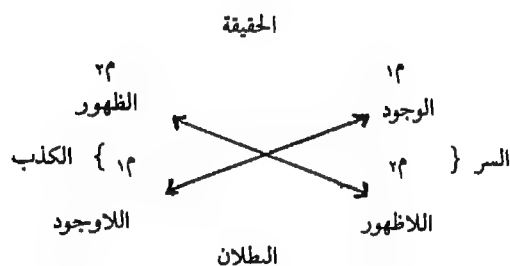 الحقيقة
م١ م٢
الوجود الظهور
السر { م٢ م١ } الكذب
اللاظهور اللاوجود
البطلان